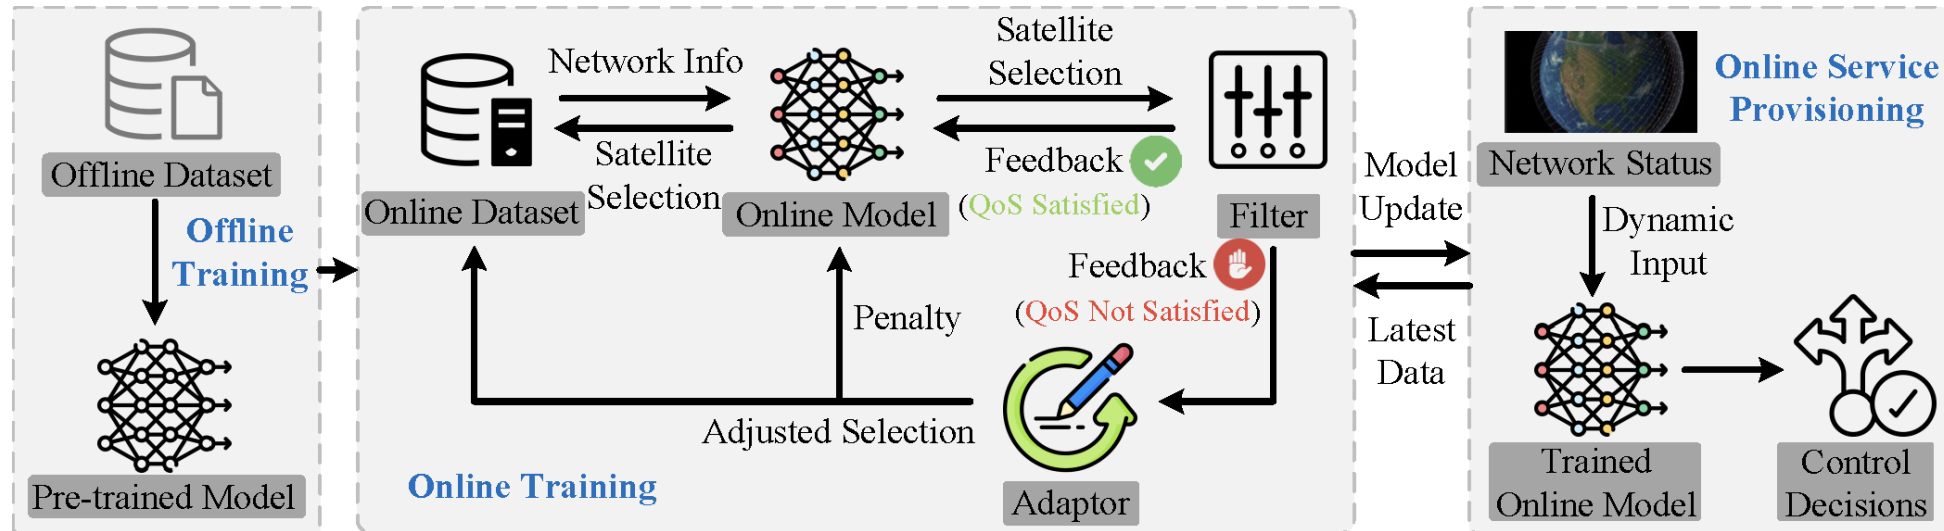 Offline Dataset
Offline
Training
Pre-trained Model
Network Info
Satellite
Selection
Online Dataset
Online Model
Satellite
Selection
Feedback
(QoS Satisfied)
Filter
Feedback
(QoS Not Satisfied)
Penalty
Adjusted Selection
Adaptor
Online Training
Model
Update
Latest
Data
Online Service
Provisioning
Network Status
Dynamic
Input
Trained
Online Model
Control
Decisions